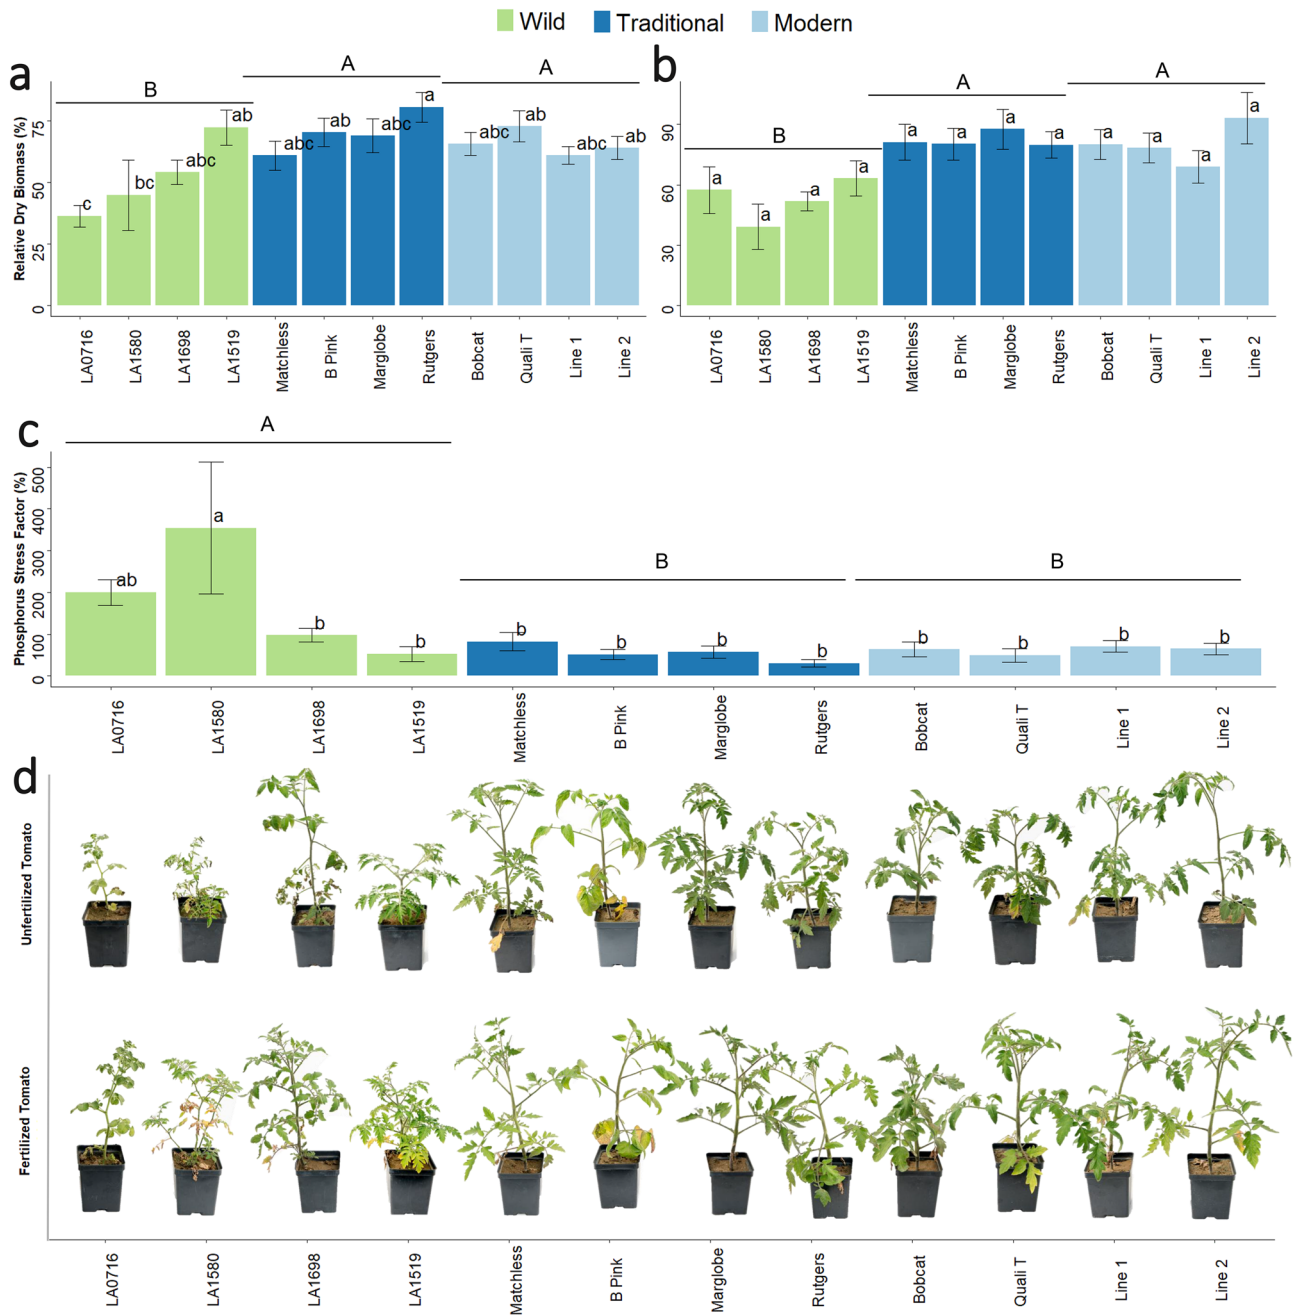 Wild Traditional Modern
a
B
A
A
Relative Dry Biomass (%)
0 25 50 75
c bc abc ab abc ab abc a abc ab abc ab
LA0716 LA1580 LA1698 LA1519 Matchless B Pink Marglobe Rutgers Bobcat Quali T Line 1 Line 2
b
B
A
A
0 30 60 90
a a a a a a a a a a a a
LA0716 LA1580 LA1698 LA1519 Matchless B Pink Marglobe Rutgers Bobcat Quali T Line 1 Line 2
c
A
B
B
Phosphorus Stress Factor (%)
0 100 200 300 400 500
ab a b b b b b b b b b b
LA0716 LA1580 LA1698 LA1519 Matchless B Pink Marglobe Rutgers Bobcat Quali T Line 1 Line 2
d
Unfertilized Tomato
Fertilized Tomato
LA0716 LA1580 LA1698 LA1519 Matchless B Pink Marglobe Rutgers Bobcat Quali T Line 1 Line 2